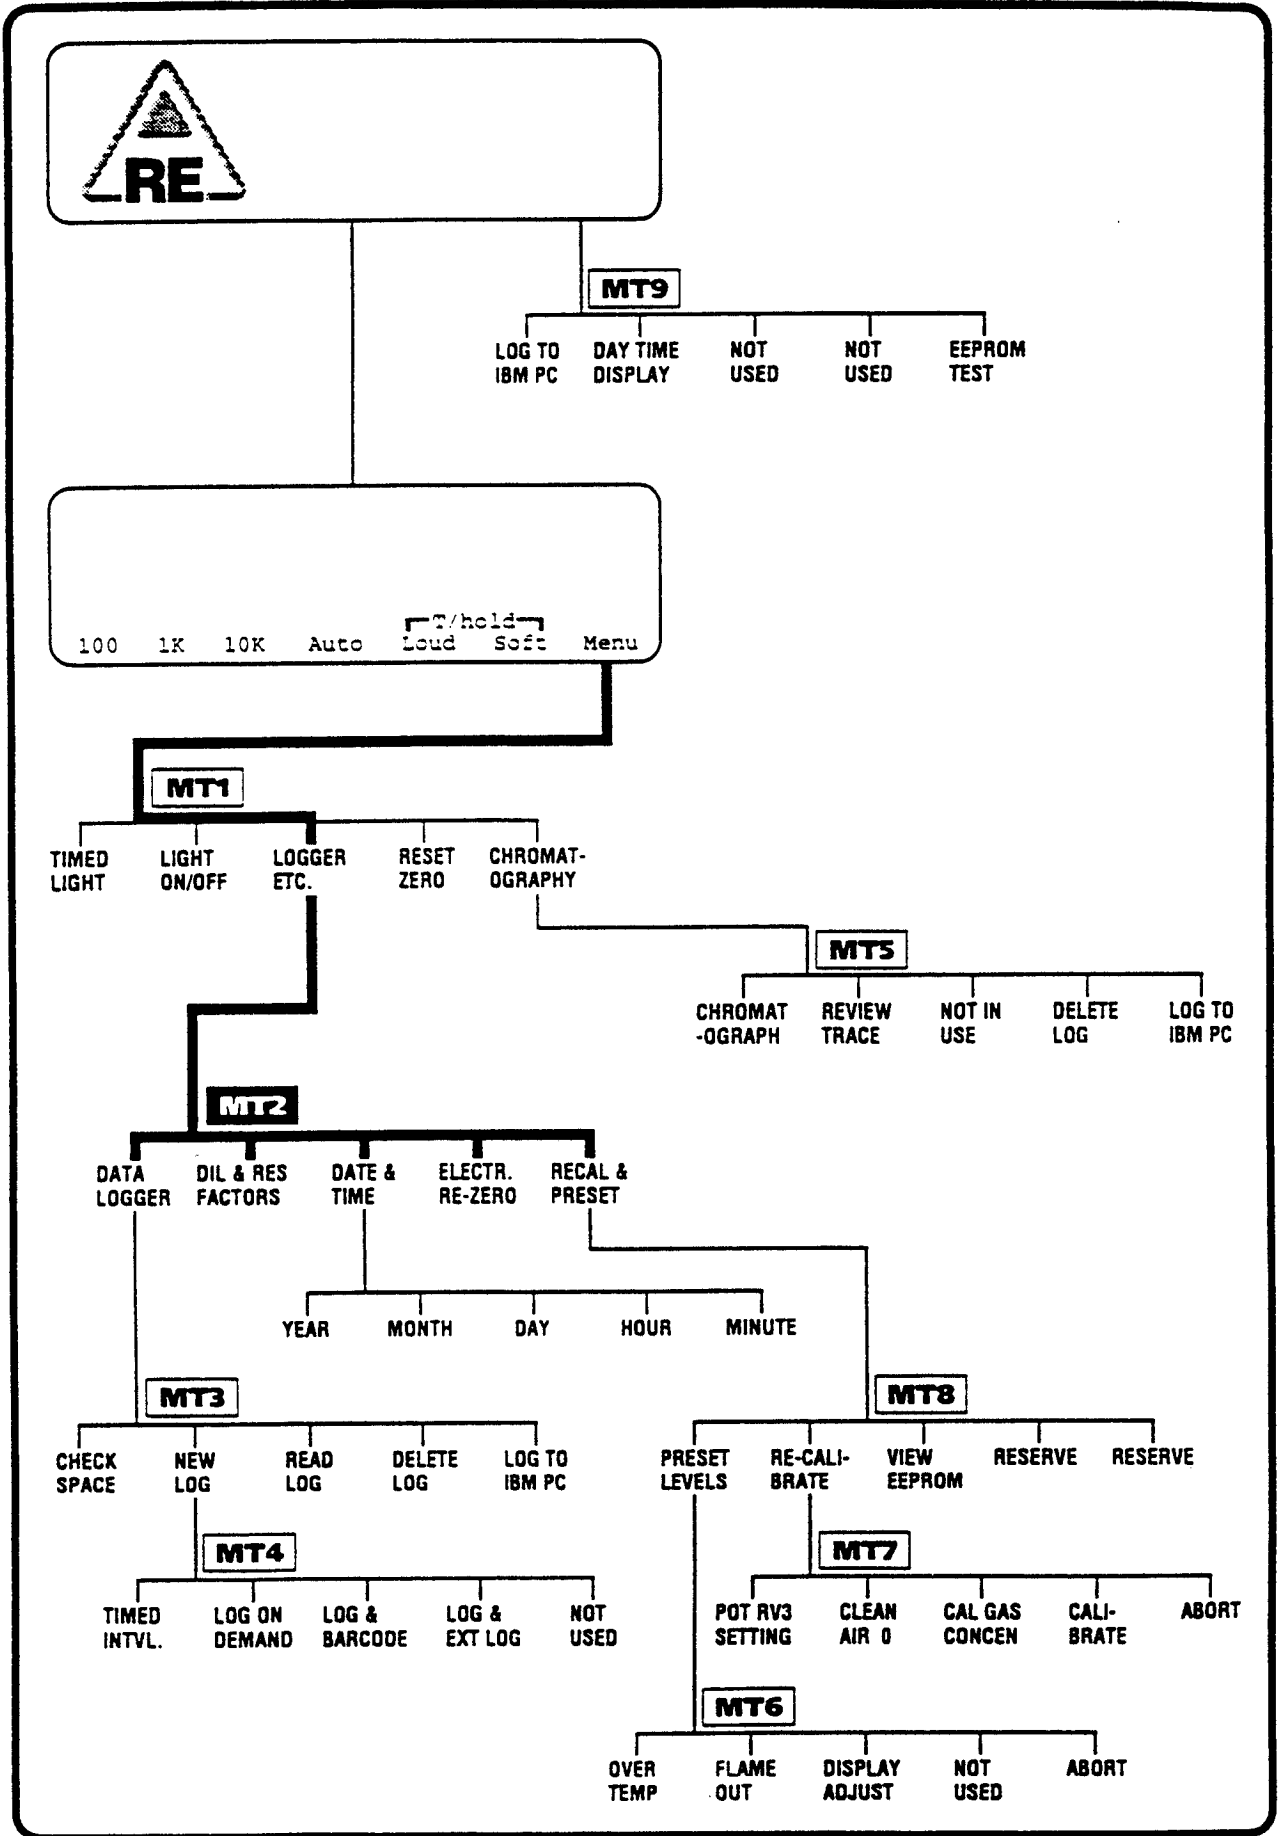 RE
MT9
LOG TO DAY TIME NOT NOT EEPROM
IBM PC DISPLAY USED USED TEST
T/hold
100 1K 10K Auto Loud Soft Menu
MT1
TIMED LIGHT LOGGER RESET CHROMAT-
LIGHT ON/OFF ETC. ZERO OGRAPHY
MT5
CHROMAT REVIEW NOT IN DELETE LOG TO
-OGRAPH TRACE USE LOG IBM PC
MT2
DATA DIL & RES DATE & ELECTR. RECAL &
LOGGER FACTORS TIME RE-ZERO PRESET
YEAR MONTH DAY HOUR MINUTE
MT3
MT8
CHECK NEW READ DELETE LOG TO
SPACE LOG LOG LOG IBM PC
PRESET RE-CALI- VIEW RESERVE RESERVE
LEVELS BRATE EEPROM
MT4
MT7
TIMED LOG ON LOG & LOG & NOT
INTVL. DEMAND BARCODE EXT LOG USED
POT RV3 CLEAN CAL GAS CALI- ABORT
SETTING AIR 0 CONCEN BRATE
MT6
OVER FLAME DISPLAY NOT ABORT
TEMP OUT ADJUST USED